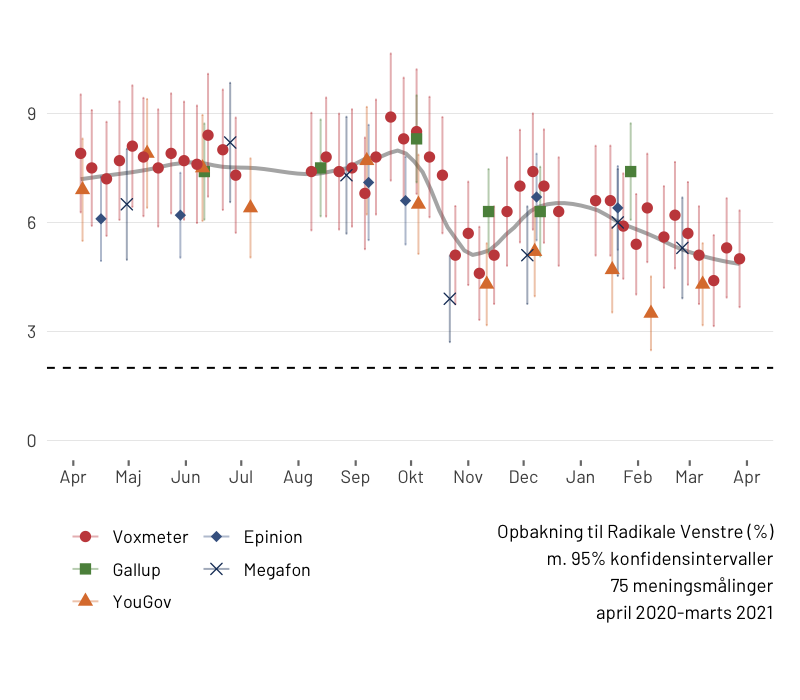 9
6
3
0
Apr Maj Jun Jul Aug Sep Okt Nov Dec Jan Feb Mar Apr
Voxmeter Epinion
Gallup Megafon
YouGov
Opbakning til Radikale Venstre (%)
m. 95% konfidensintervaller
75 meningsmålinger
april 2020-marts 2021